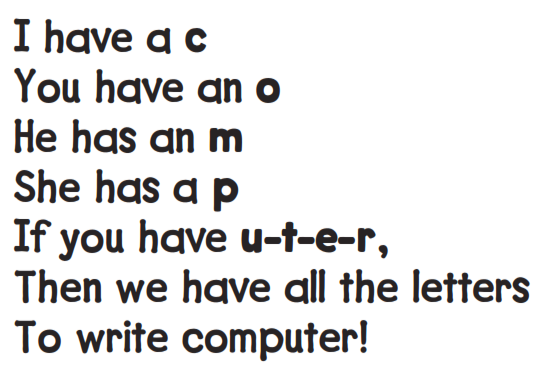 I have a c
You have an o
He has an m
She has a p
If you have u-t-e-r,
Then we have all the letters
To write computer!